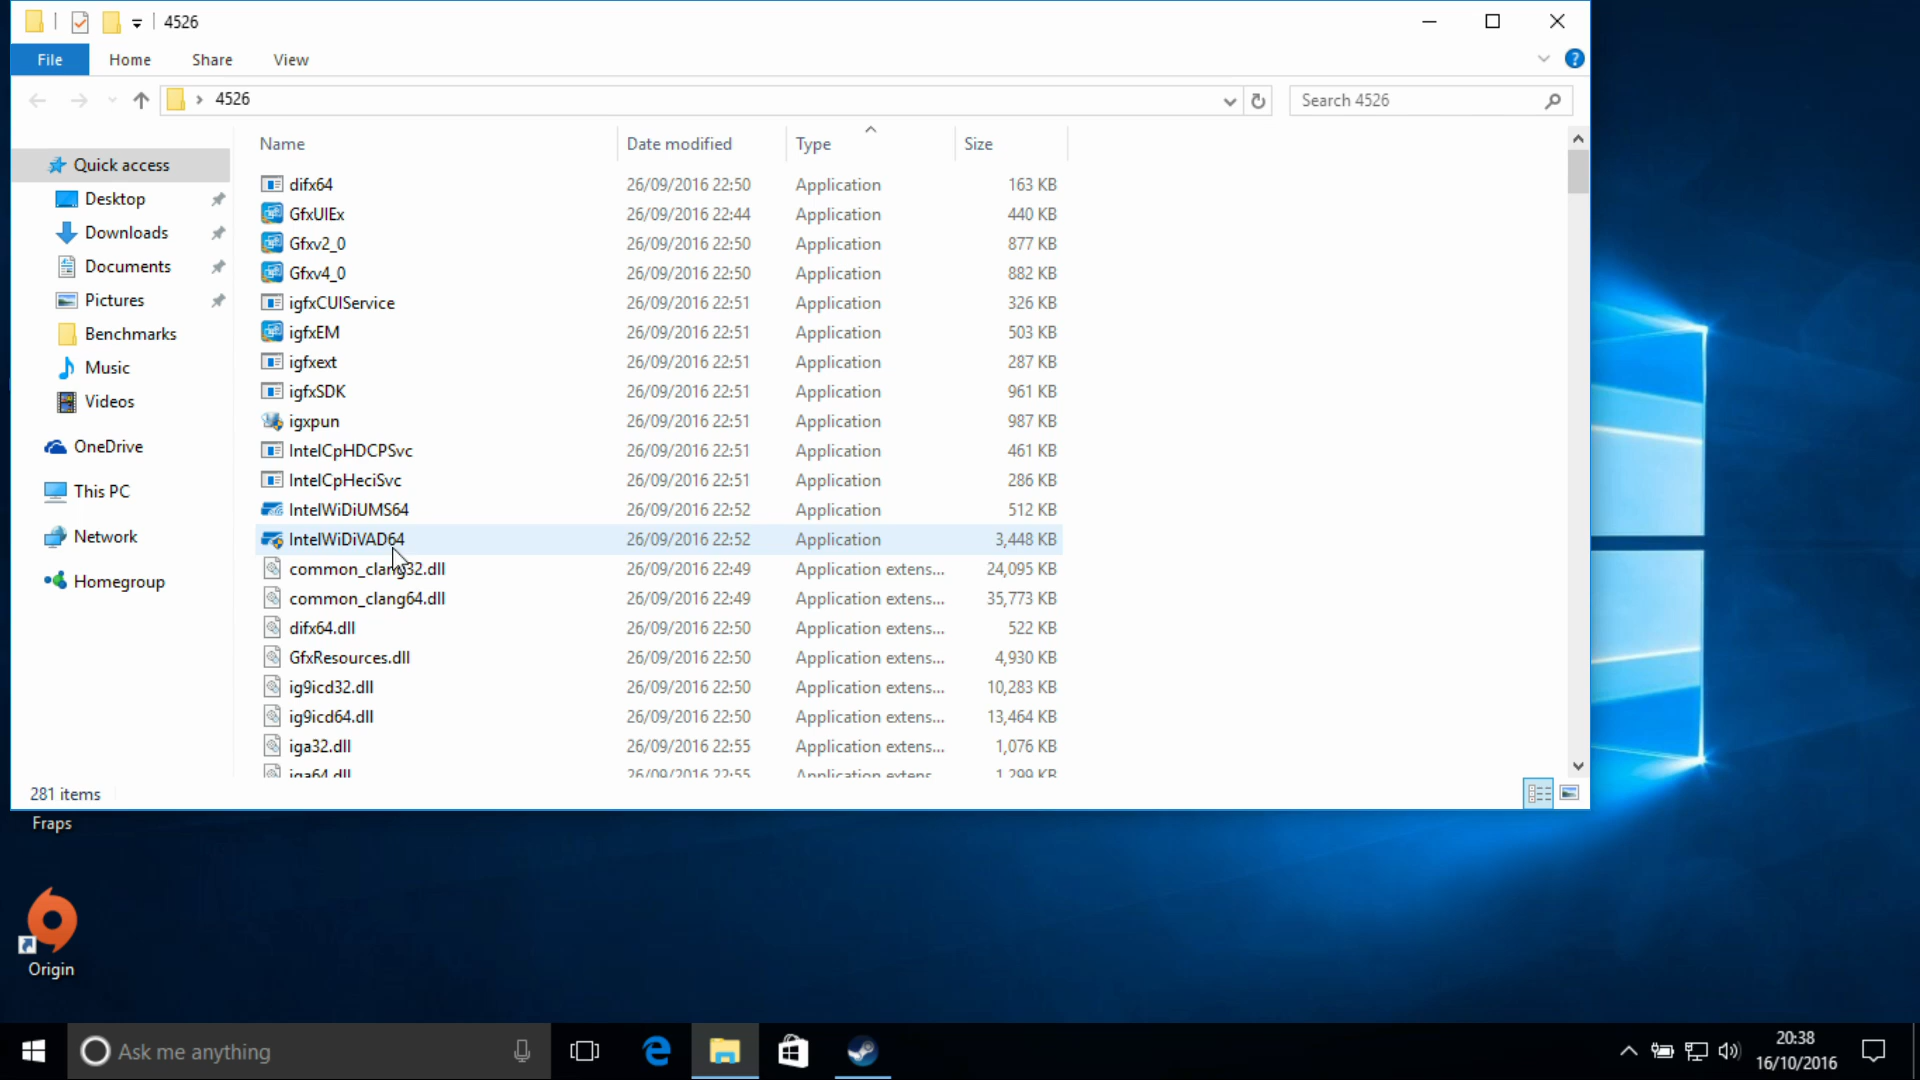 4526
File Home Share View
4526
Search 4526
Name Date modified Type Size
Quick access
Desktop
Downloads
Documents
Pictures
Benchmarks
Music
Videos
OneDrive
This PC
Network
Homegroup
difx64 26/09/2016 22:50 Application 163 KB
GfxUIEx 26/09/2016 22:44 Application 440 KB
Gfxv2_0 26/09/2016 22:50 Application 877 KB
Gfxv4_0 26/09/2016 22:50 Application 882 KB
igfxCUIService 26/09/2016 22:51 Application 326 KB
igfxEM 26/09/2016 22:51 Application 503 KB
igfxext 26/09/2016 22:51 Application 287 KB
igfxSDK 26/09/2016 22:51 Application 961 KB
igxpun 26/09/2016 22:51 Application 987 KB
IntelCpHDCPSvc 26/09/2016 22:51 Application 461 KB
IntelCpHeciSvc 26/09/2016 22:51 Application 286 KB
IntelWiDiUMS64 26/09/2016 22:52 Application 512 KB
IntelWiDiVAD64 26/09/2016 22:52 Application 3,448 KB
common_clang32.dll 26/09/2016 22:49 Application extens... 24,095 KB
common_clang64.dll 26/09/2016 22:49 Application extens... 35,773 KB
difx64.dll 26/09/2016 22:50 Application extens... 522 KB
GfxResources.dll 26/09/2016 22:50 Application extens... 4,930 KB
ig9icd32.dll 26/09/2016 22:50 Application extens... 10,283 KB
ig9icd64.dll 26/09/2016 22:50 Application extens... 13,464 KB
iga32.dll 26/09/2016 22:55 Application extens... 1,076 KB
iga64.dll 26/09/2016 22:55 Application extens... 1,299 KB
281 items
Fraps
Origin
Ask me anything
20:38
16/10/2016